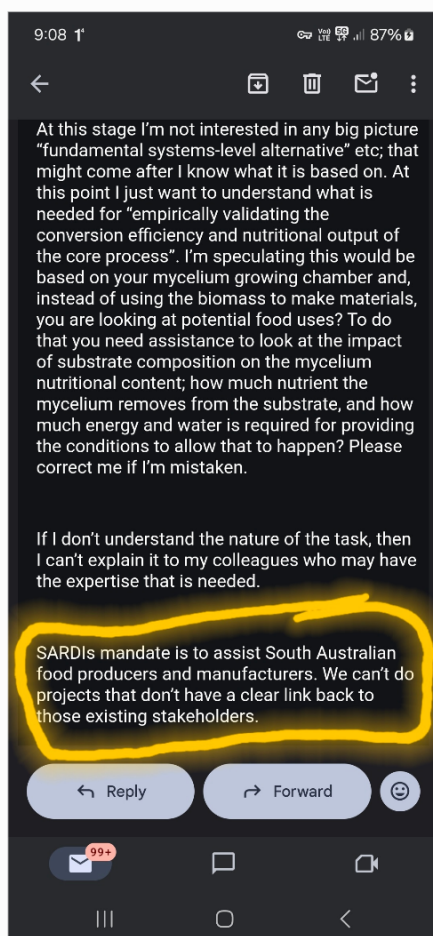 9:08
87%
At this stage I'm not interested in any big picture
"fundamental systems-level alternative" etc; that
might come after I know what it is based on. At
this point I just want to understand what is
needed for "empirically validating the
conversion efficiency and nutritional output of
the core process". I'm speculating this would be
based on your mycelium growing chamber and,
instead of using the biomass to make materials,
you are looking at potential food uses? To do
that you need assistance to look at the impact
of substrate composition on the mycelium
nutritional content; how much nutrient the
mycelium removes from the substrate, and how
much energy and water is required for providing
the conditions to allow that to happen? Please
correct me if I'm mistaken.
If I don't understand the nature of the task, then
I can't explain it to my colleagues who may have
the expertise that is needed.
SARDIs mandate is to assist South Australian
food producers and manufacturers. We can't do
projects that don't have a clear link back to
those existing stakeholders.
Reply
Forward
99+